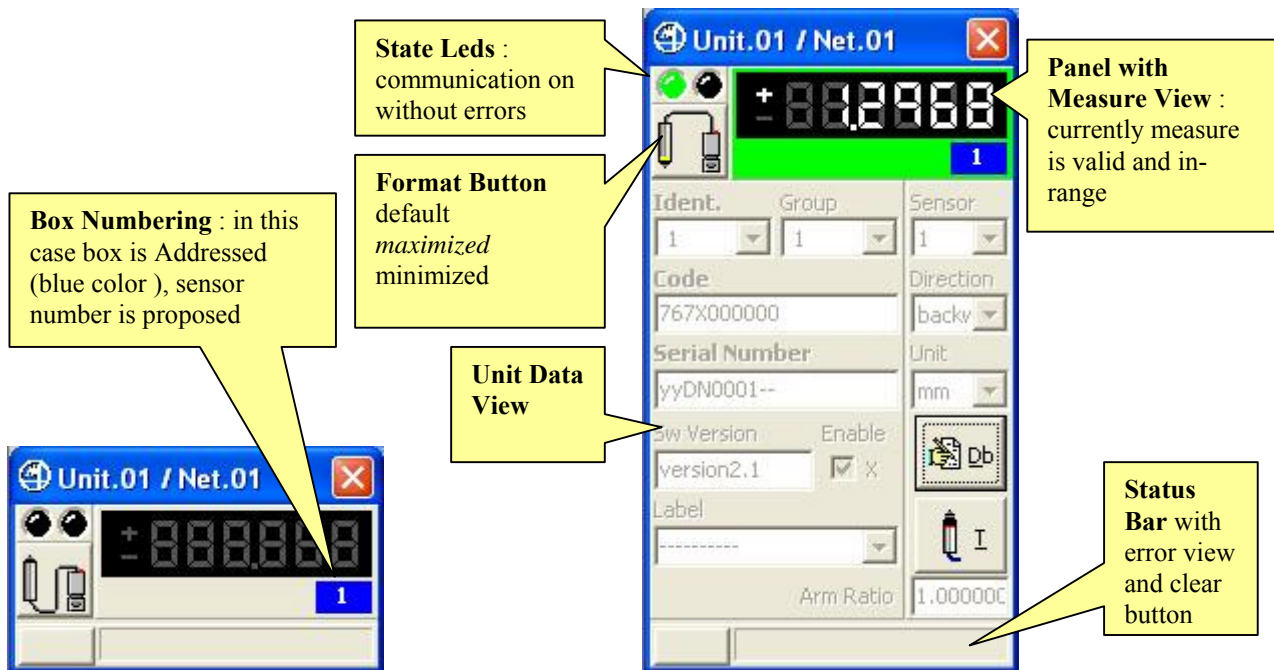 State Leds :
communication on
without errors
Format Button
default
maximized
minimized
Box Numbering : in this
case box is Addressed
(blue color ), sensor
number is proposed
Unit Data
View
Unit.01 / Net.01
1
Unit.01 / Net.01
+ 1.2968
1
Ident. Group Sensor
1 1 1
Code Direction
767X000000 backv
Serial Number Unit
yyDN0001-- mm
Sw Version Enable
version2.1 X Db
Label
---------- T
Arm Ratio 1.000000
Panel with
Measure View :
currently measure
is valid and in-
range
Status
Bar with
error view
and clear
button